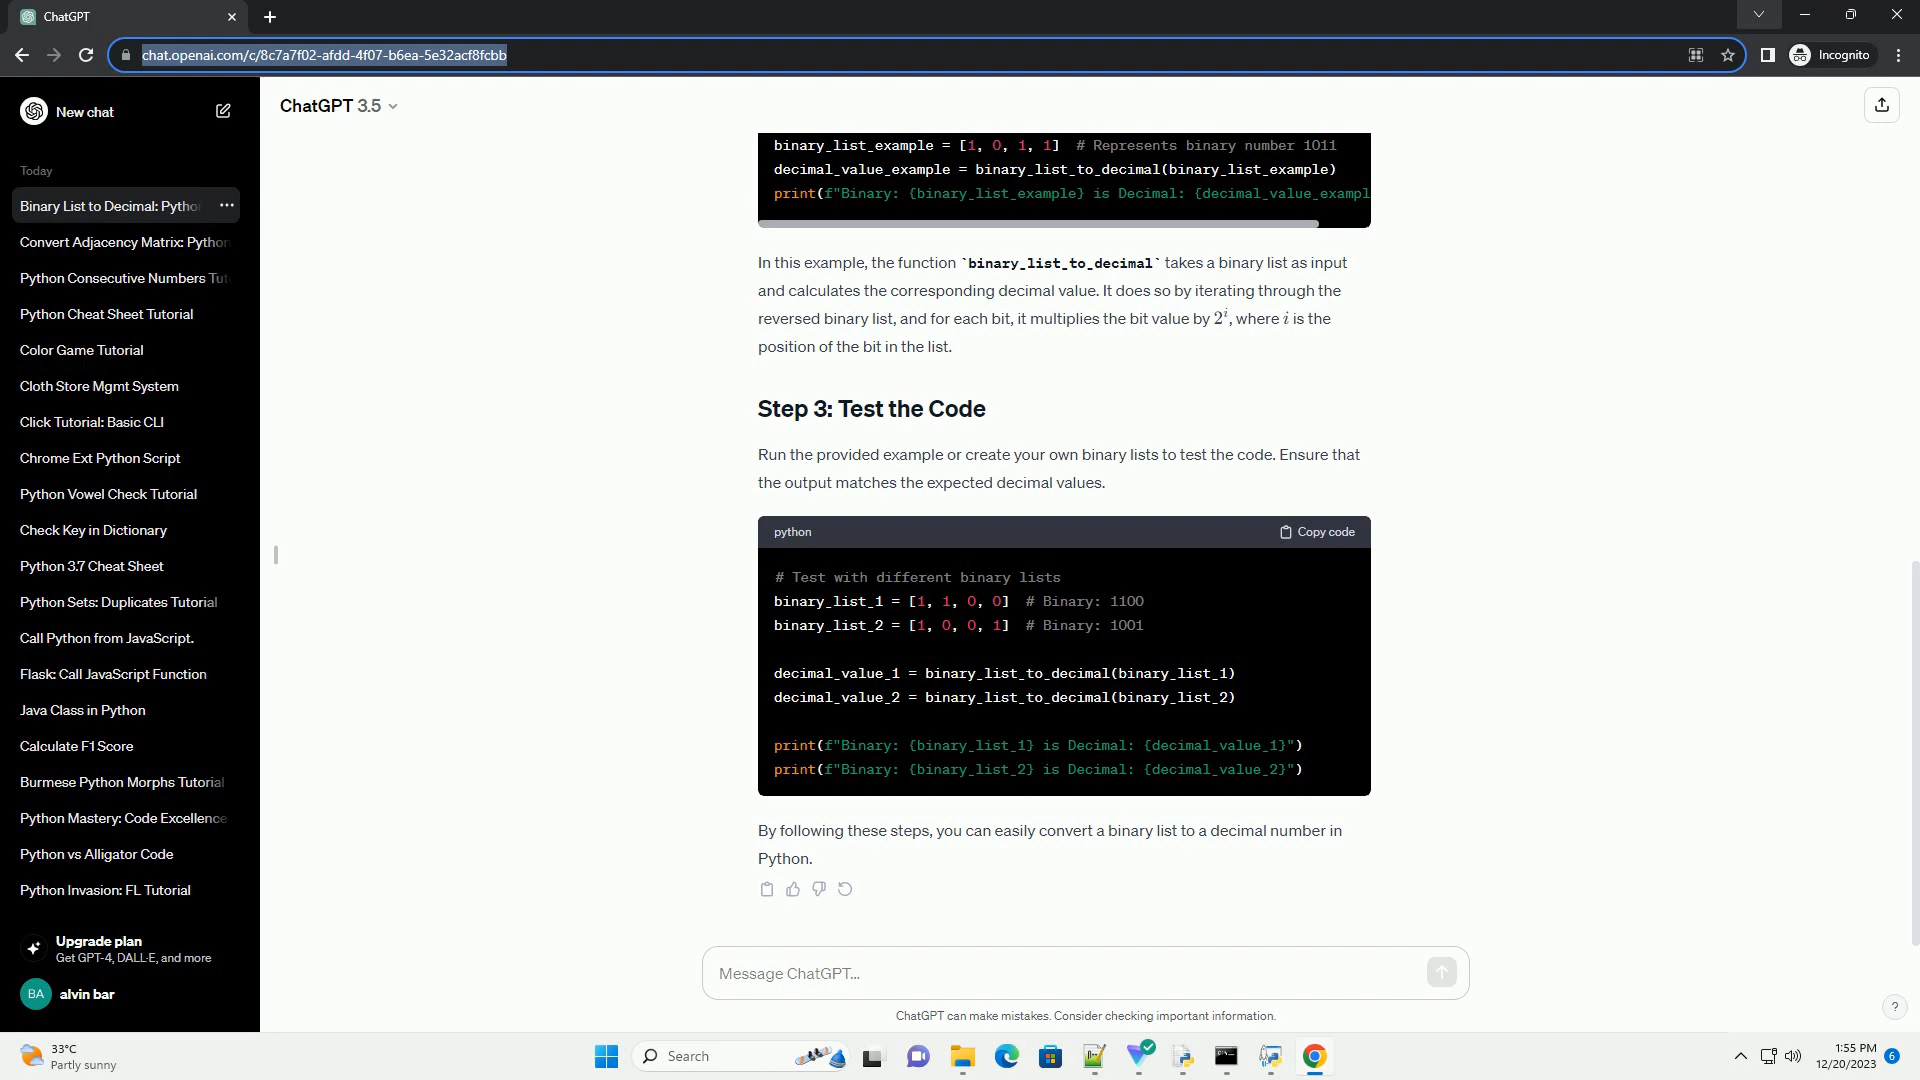 ChatGPT
chat.openai.com/c/8c7a7f02-afdd-4f07-b6ea-5e32acf8fcbb
Incognito
New chat
Today
Binary List to Decimal: Pytho
Convert Adjacency Matrix: Python
Python Consecutive Numbers Tut
Python Cheat Sheet Tutorial
Color Game Tutorial
Cloth Store Mgmt System
Click Tutorial: Basic CLI
Chrome Ext Python Script
Python Vowel Check Tutorial
Check Key in Dictionary
Python 3.7 Cheat Sheet
Python Sets: Duplicates Tutorial
Call Python from JavaScript.
Flask: Call JavaScript Function
Java Class in Python
Calculate F1 Score
Burmese Python Morphs Tutorial
Python Mastery: Code Excellence
Python vs Alligator Code
Python Invasion: FL Tutorial
Upgrade plan
Get GPT-4, DALL·E, and more
BA
alvin bar
ChatGPT 3.5
binary_list_example = [1, 0, 1, 1]  # Represents binary number 1011
decimal_value_example = binary_list_to_decimal(binary_list_example)
print(f"Binary: {binary_list_example} is Decimal: {decimal_value_exampl
In this example, the function `binary_list_to_decimal` takes a binary list as input
and calculates the corresponding decimal value. It does so by iterating through the
reversed binary list, and for each bit, it multiplies the bit value by 2^i, where i is the
position of the bit in the list.
Step 3: Test the Code
Run the provided example or create your own binary lists to test the code. Ensure that
the output matches the expected decimal values.
python
Copy code
# Test with different binary lists
binary_list_1 = [1, 1, 0, 0]  # Binary: 1100
binary_list_2 = [1, 0, 0, 1]  # Binary: 1001
decimal_value_1 = binary_list_to_decimal(binary_list_1)
decimal_value_2 = binary_list_to_decimal(binary_list_2)
print(f"Binary: {binary_list_1} is Decimal: {decimal_value_1}")
print(f"Binary: {binary_list_2} is Decimal: {decimal_value_2}")
By following these steps, you can easily convert a binary list to a decimal number in
Python.
Message ChatGPT…
ChatGPT can make mistakes. Consider checking important information.
?
33°C
Partly sunny
Search
1:55 PM
12/20/2023
6